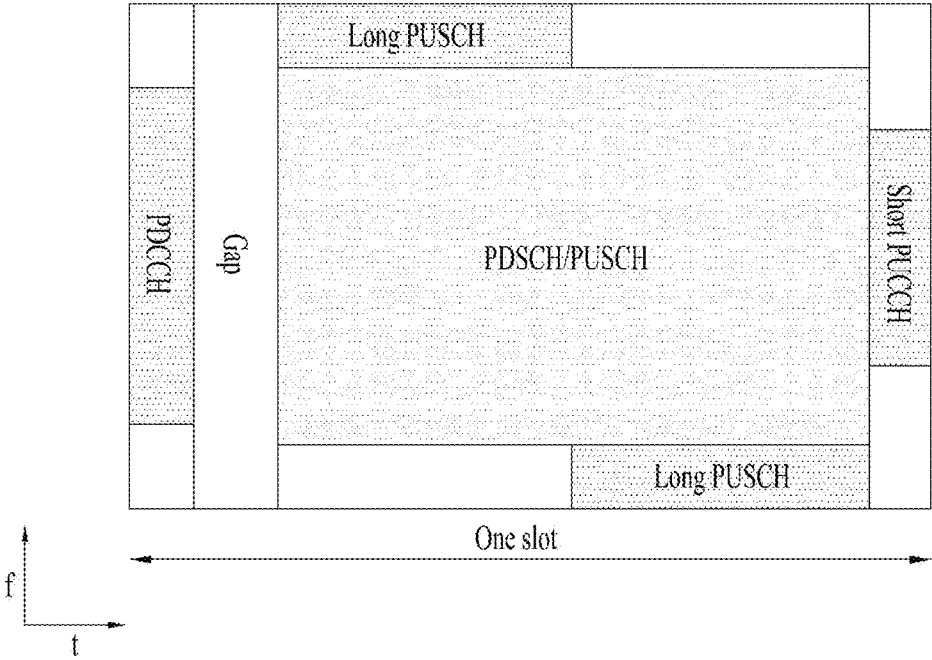 Long PUSCH
PDCCH
Gap
PDSCH/PUSCH
Short PUCCH
Long PUSCH
One slot
f
t